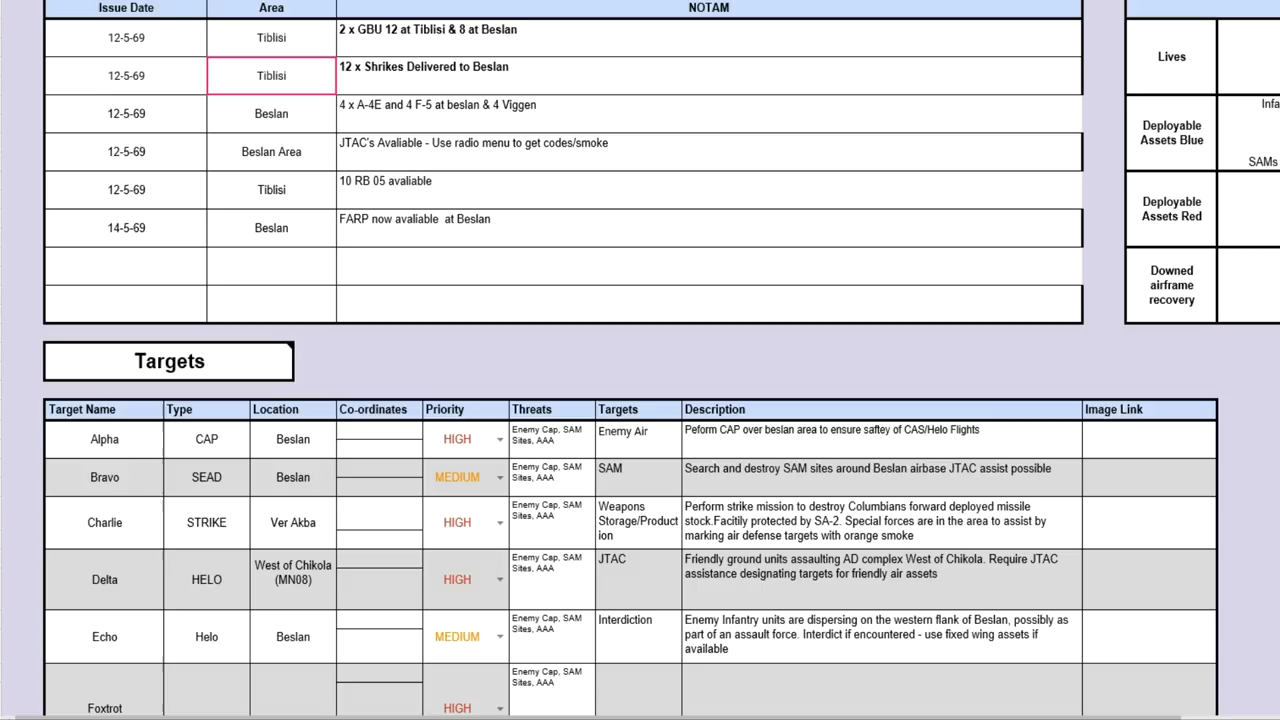 Issue Date Area NOTAM
12-5-69 Tiblisi 2 x GBU 12 at Tiblisi & 8 at Beslan
12-5-69 Tiblisi 12 x Shrikes Delivered to Beslan
12-5-69 Beslan 4 x A-4E and 4 F-5 at beslan & 4 Viggen
12-5-69 Beslan Area JTAC's Avaliable - Use radio menu to get codes/smoke
12-5-69 Tiblisi 10 RB 05 avaliable
14-5-69 Beslan FARP now avaliable at Beslan
Lives
Deployable
Assets Blue
Infa
SAMs
Deployable
Assets Red
Downed
airframe
recovery
Targets
Target Name Type Location Co-ordinates Priority Threats Targets Description Image Link
Alpha CAP Beslan HIGH
Enemy Cap, SAM
Sites, AAA
Enemy Air
Peform CAP over beslan area to ensure saftey of CAS/Helo Flights
Bravo SEAD Beslan MEDIUM
Enemy Cap, SAM
Sites, AAA
SAM
Search and destroy SAM sites around Beslan airbase JTAC assist possible
Charlie STRIKE Ver Akba HIGH
Enemy Cap, SAM
Sites, AAA
Weapons
Storage/Product
ion
Perform strike mission to destroy Columbians forward deployed missile
stock.Facitily protected by SA-2. Special forces are in the area to assist by
marking air defense targets with orange smoke
Delta HELO
West of Chikola
(MN08)
HIGH
Enemy Cap, SAM
Sites, AAA
JTAC
Friendly ground units assaulting AD complex West of Chikola. Require JTAC
assistance designating targets for friendly air assets
Echo Helo Beslan MEDIUM
Enemy Cap, SAM
Sites, AAA
Interdiction
Enemy Infantry units are dispersing on the western flank of Beslan, possibly as
part of an assault force. Interdict if encountered - use fixed wing assets if
available
Foxtrot HIGH
Enemy Cap, SAM
Sites, AAA